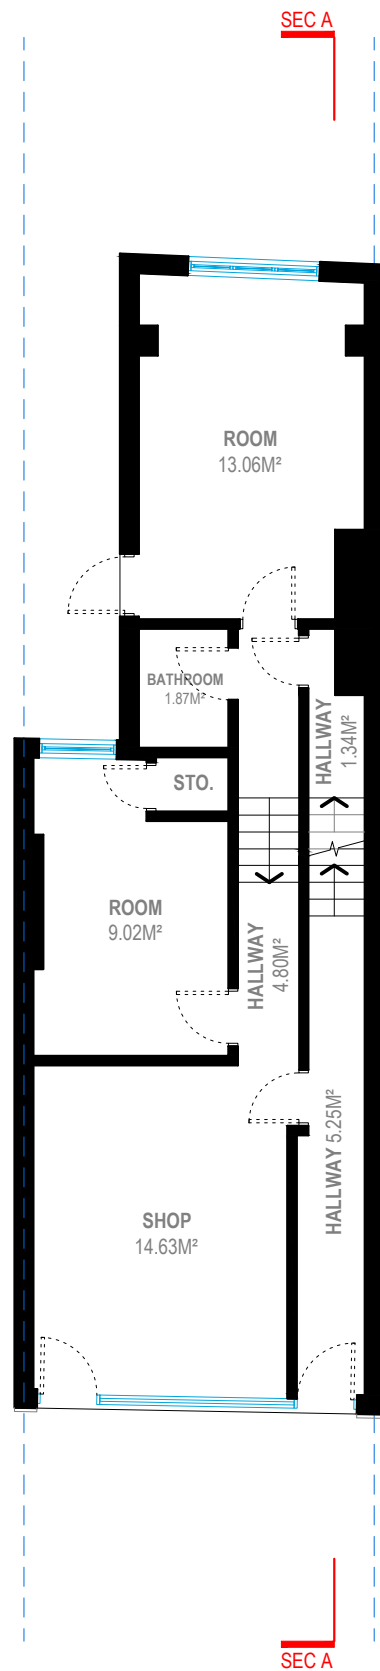 SEC A
ROOM
13.06M²
BATHROOM
1.87M²
HALLWAY
1.34M²
STO.
ROOM
9.02M²
HALLWAY
4.80M²
HALLWAY 5.25M²
SHOP
14.63M²
SEC A